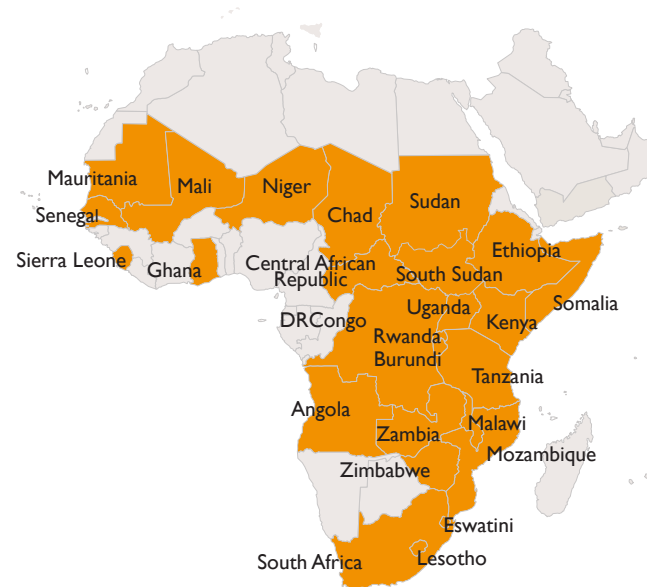 Mauritania
Mali
Niger
Chad
Sudan
Senegal
Ethiopia
Sierra Leone
Ghana
Central African
Republic
South Sudan
Somalia
Uganda
DRCongo
Kenya
Rwanda
Burundi
Tanzania
Angola
Malawi
Zambia
Mozambique
Zimbabwe
Eswatini
South Africa
Lesotho